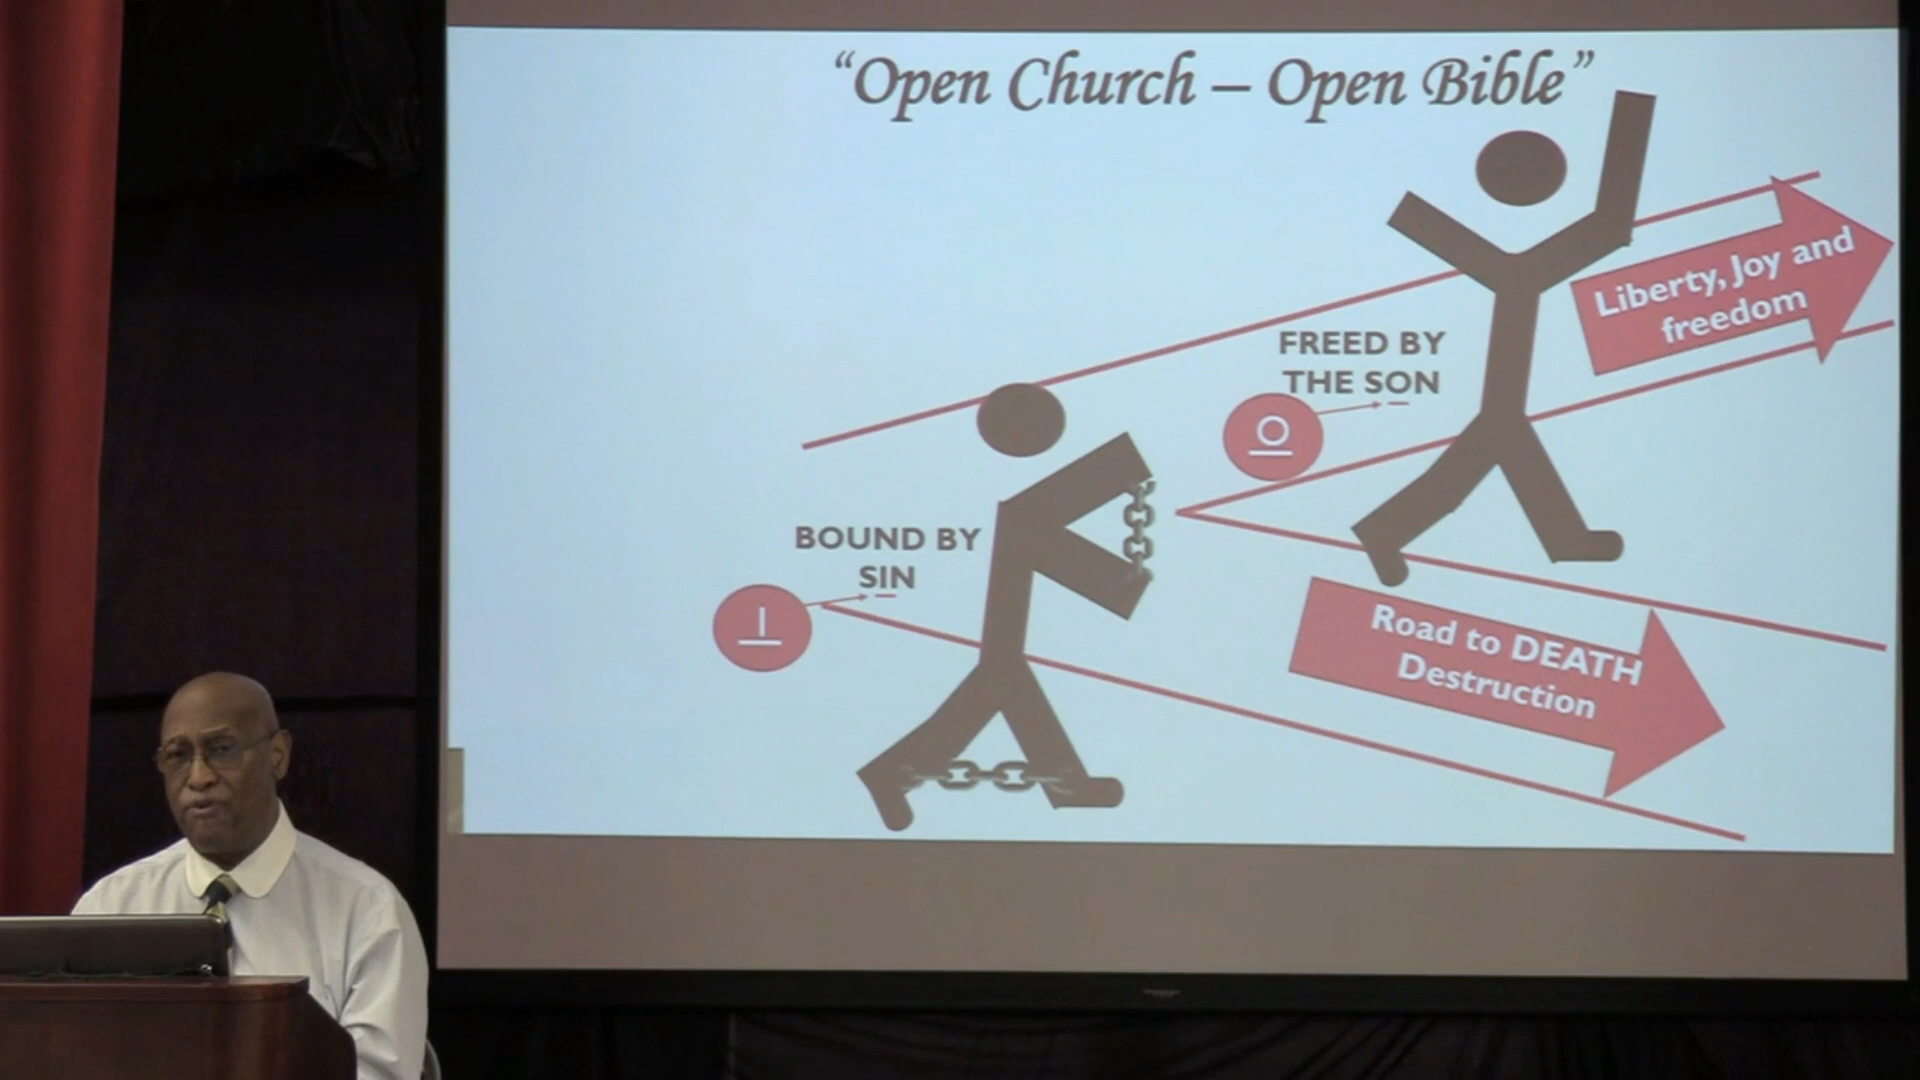 “Open Church – Open Bible”
Liberty, Joy and
freedom
FREED BY
THE SON
O
BOUND BY
SIN
I
Road to DEATH
Destruction